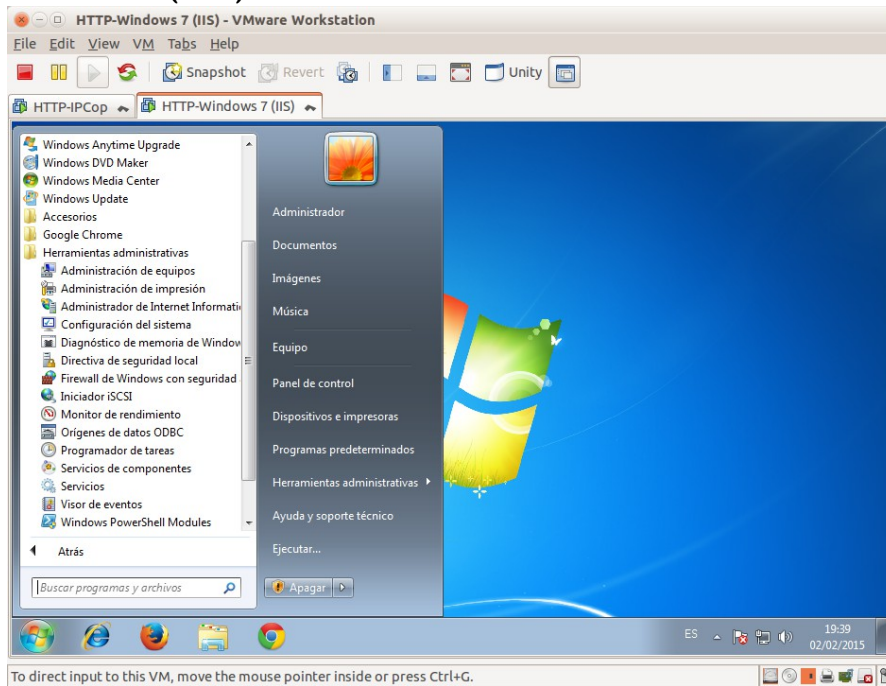 HTTP-Windows 7 (IIS) - VMware Workstation
File Edit View VM Tabs Help
Snapshot Revert Unity
HTTP-IPCop HTTP-Windows 7 (IIS)
Windows Anytime Upgrade
Windows DVD Maker
Windows Media Center
Windows Update
Accesorios
Google Chrome
Herramientas administrativas
Administración de equipos
Administración de impresión
Administrador de Internet Informati
Configuración del sistema
Diagnóstico de memoria de Window
Directiva de seguridad local
Firewall de Windows con seguridad
Iniciador iSCSI
Monitor de rendimiento
Orígenes de datos ODBC
Programador de tareas
Servicios de componentes
Servicios
Visor de eventos
Windows PowerShell Modules
Atrás
Buscar programas y archivos
Administrador
Documentos
Imágenes
Música
Equipo
Panel de control
Dispositivos e impresoras
Programas predeterminados
Herramientas administrativas
Ayuda y soporte técnico
Ejecutar...
Apagar
ES
19:39
02/02/2015
To direct input to this VM, move the mouse pointer inside or press Ctrl+G.